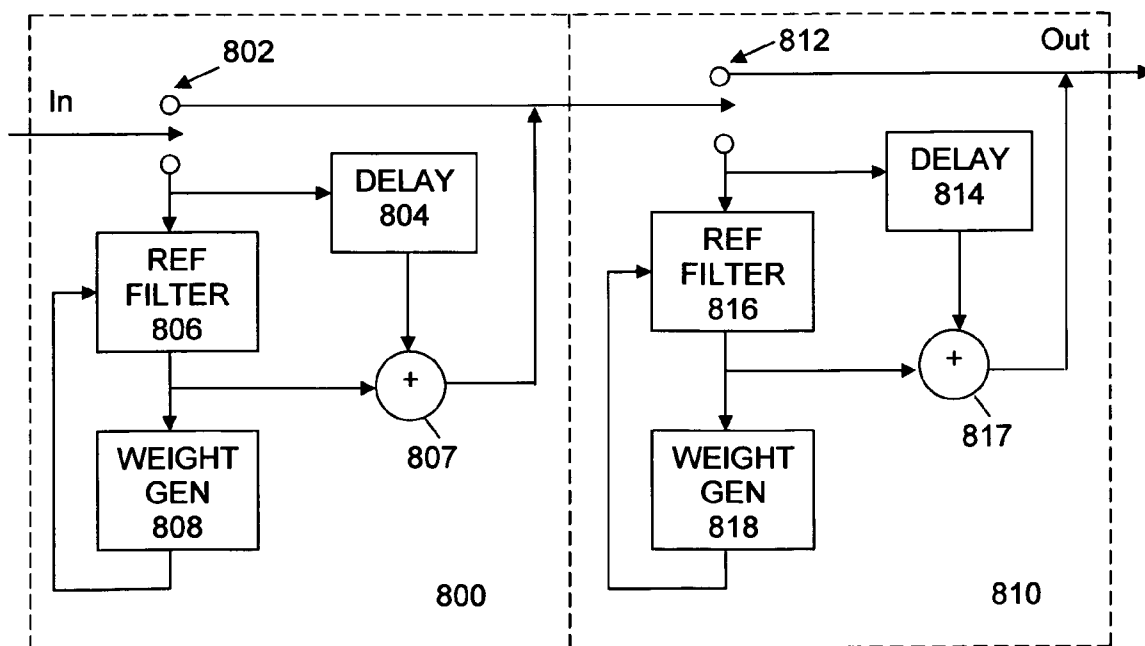 802
In
DELAY
804
REF
FILTER
806
+
807
WEIGHT
GEN
808
800
812
Out
DELAY
814
REF
FILTER
816
+
817
WEIGHT
GEN
818
810